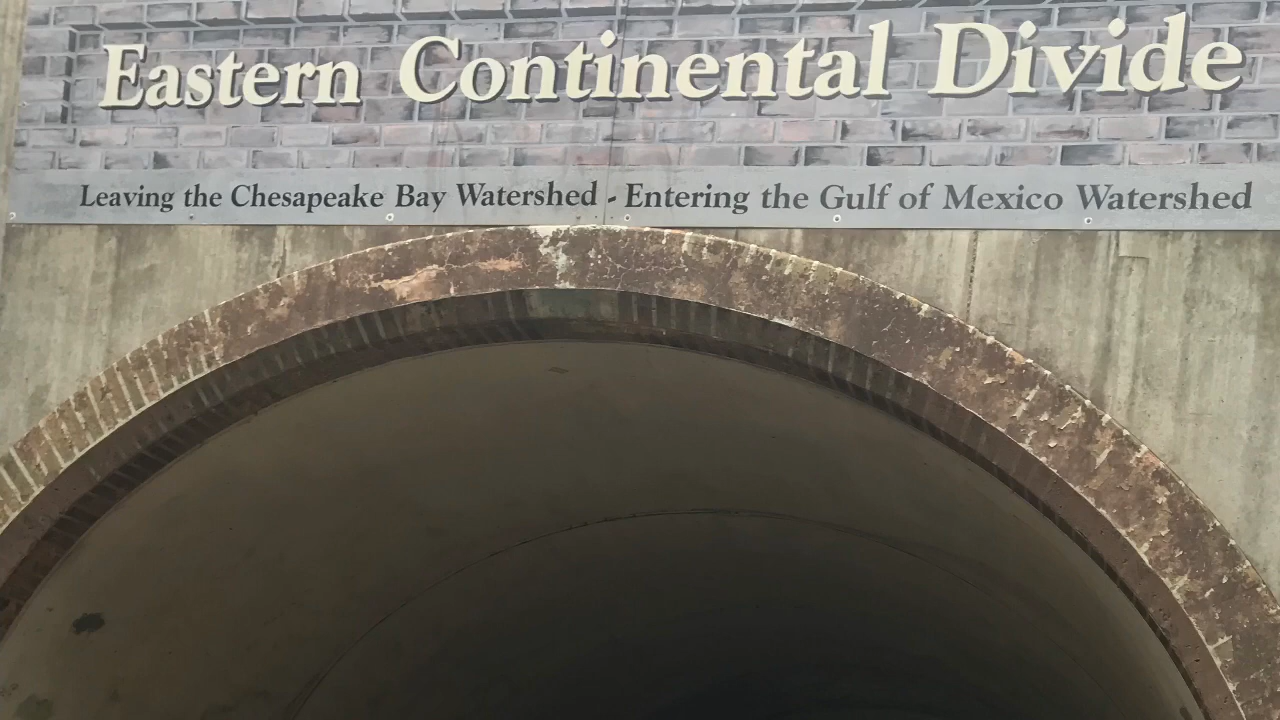 Eastern Continental Divide
Leaving the Chesapeake Bay Watershed - Entering the Gulf of Mexico Watershed